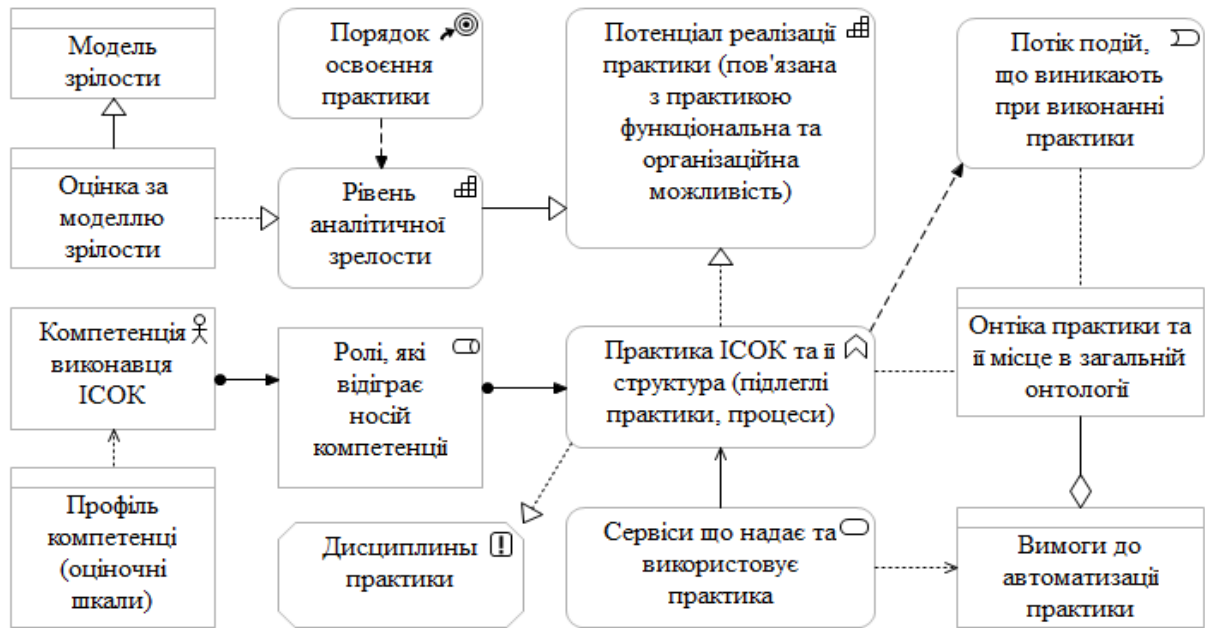 Модель
зрілости
Порядок
освоєння
практики
Потенціал реалізації
практики (пов'язана
з практикою
функціональна та
організаційна
можливість)
Потік подій,
що виникають
при виконанні
практики
Оцінка за
моделлю
зрілости
Рівень
аналітичної
зрелости
Компетенція
виконавця
ІСОК
Ролі, які
відіграє
носій
компетенції
Практика ІСОК та її
структура (підлеглі
практики, процеси)
Онтіка практики та
її місце в загальній
онтології
Профіль
компетенці
(оціночні
шкали)
Дисциплины
практики
Сервіси що надає та
використовує
практика
Вимоги до
автоматизації
практики